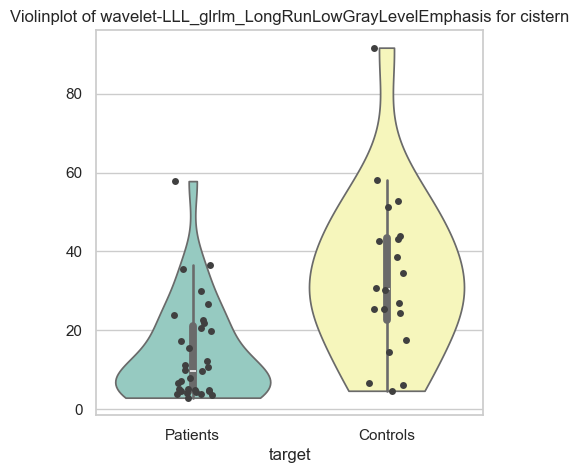 Violinplot of wavelet-LLL_glrlm_LongRunLowGrayLevelEmphasis for cistern
80
60
40
20
0
Patients Controls
target